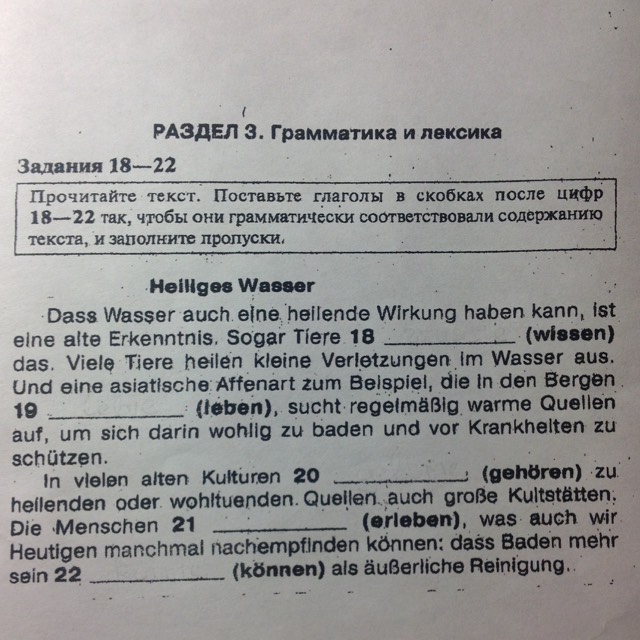 РАЗДЕЛ 3. Грамматика и лексика
Задания 18—22
Прочитайте текст. Поставьте глаголы в скобках после цифр
18—22 так, чтобы они грамматически соответствовали содержанию
текста, и заполните пропуски.
Heiliges Wasser
Dass Wasser auch eine heilende Wirkung haben kann, ist
eine alte Erkenntnis. Sogar Tiere 18 __________ (wissen)
das. Viele Tiere heilen kleine Verletzungen im Wasser aus.
Und eine asiatische Affenart zum Beispiel, die in den Bergen
19 __________ (leben), sucht regelmäßig warme Quellen
auf, um sich darin wohlig zu baden und vor Krankheiten zu
schützen.
In vielen alten Kulturen 20 __________ (gehören) zu
heilenden oder wohltuenden Quellen auch große Kultstätten.
Die Menschen 21 __________ (erleben), was auch wir
Heutigen manchmal nachempfinden können: dass Baden mehr
sein 22 __________ (können) als äußerliche Reinigung.